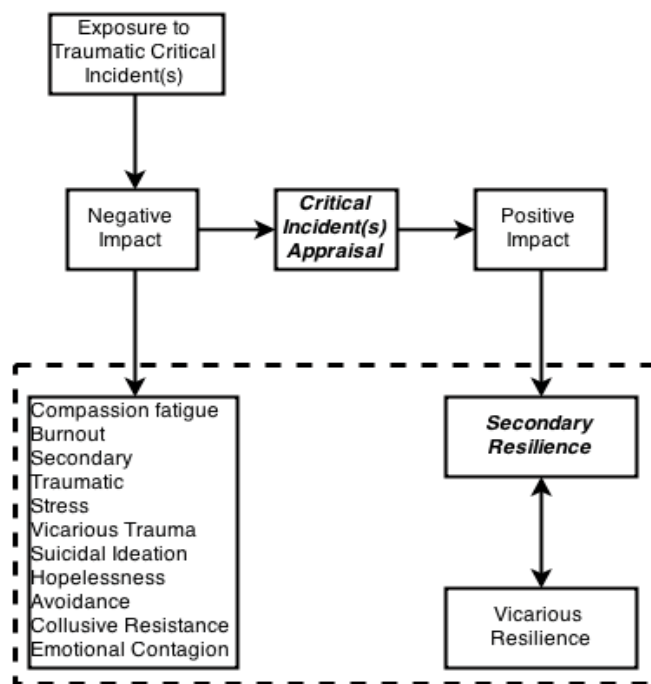 Exposure to
Traumatic Critical
Incident(s)
Negative
Impact
Critical
Incident(s)
Appraisal
Positive
Impact
Compassion fatigue
Burnout
Secondary
Traumatic
Stress
Vicarious Trauma
Suicidal Ideation
Hopelessness
Avoidance
Collusive Resistance
Emotional Contagion
Secondary
Resilience
Vicarious
Resilience